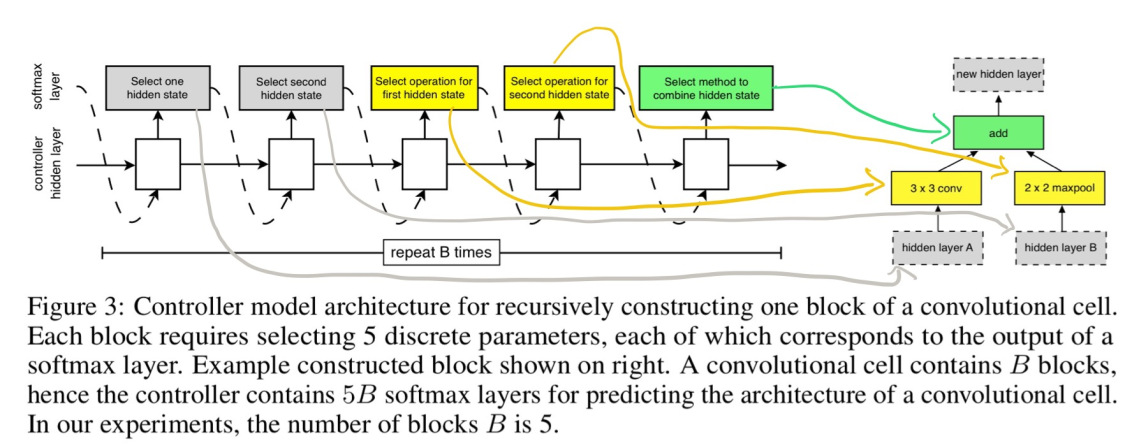 softmax
layer
controller
hidden layer
Select one
hidden state
Select second
hidden state
Select operation for
first hidden state
Select operation for
second hidden state
Select method to
combine hidden state
repeat B times
new hidden layer
add
3 x 3 conv
2 x 2 maxpool
hidden layer A
hidden layer B
Figure 3: Controller model architecture for recursively constructing one block of a convolutional cell.
Each block requires selecting 5 discrete parameters, each of which corresponds to the output of a
softmax layer. Example constructed block shown on right. A convolutional cell contains B blocks,
hence the controller contains 5B softmax layers for predicting the architecture of a convolutional cell.
In our experiments, the number of blocks B is 5.